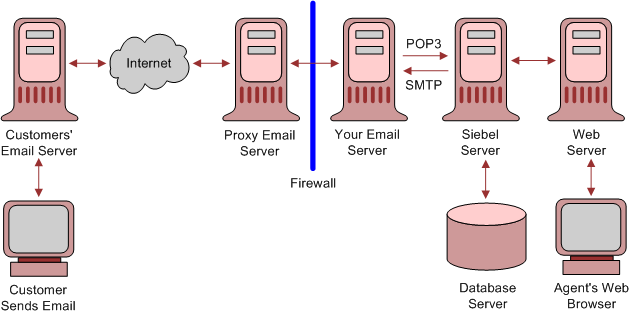 POP3
Internet
SMTP
Customers'
Email Server
Proxy Email
Server
Your Email
Server
Siebel
Server
Web
Server
Firewall
Customer
Sends Email
Database
Server
Agent's Web
Browser